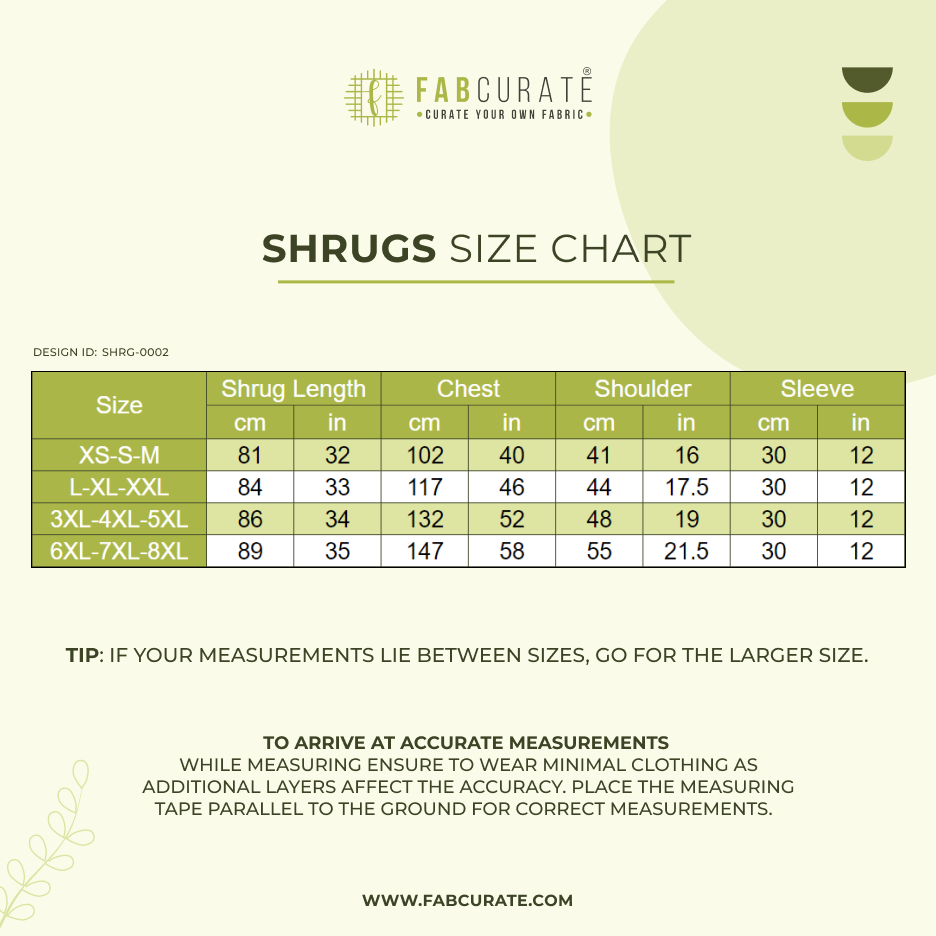 FABCURATE®
•CURATE YOUR OWN FABRIC•
SHRUGS SIZE CHART
DESIGN ID: SHRG-0002
Size Shrug Length Chest Shoulder Sleeve
cm in cm in cm in cm in
XS-S-M 81 32 102 40 41 16 30 12
L-XL-XXL 84 33 117 46 44 17.5 30 12
3XL-4XL-5XL 86 34 132 52 48 19 30 12
6XL-7XL-8XL 89 35 147 58 55 21.5 30 12
TIP: IF YOUR MEASUREMENTS LIE BETWEEN SIZES, GO FOR THE LARGER SIZE.
TO ARRIVE AT ACCURATE MEASUREMENTS
WHILE MEASURING ENSURE TO WEAR MINIMAL CLOTHING AS
ADDITIONAL LAYERS AFFECT THE ACCURACY. PLACE THE MEASURING
TAPE PARALLEL TO THE GROUND FOR CORRECT MEASUREMENTS.
WWW.FABCURATE.COM